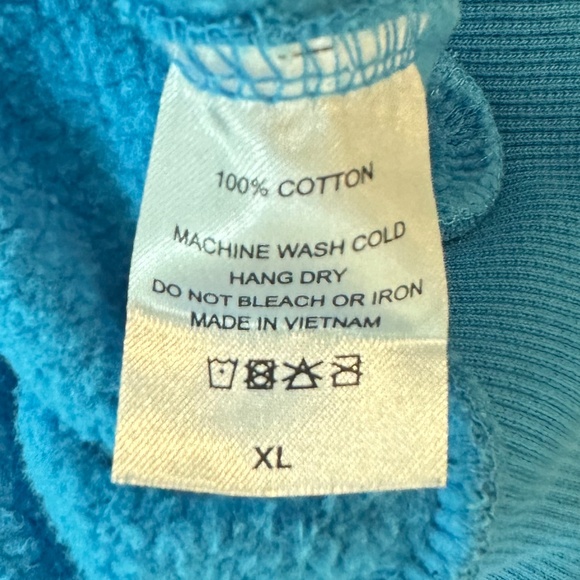 100% COTTON
MACHINE WASH COLD
HANG DRY
DO NOT BLEACH OR IRON
MADE IN VIETNAM
XL